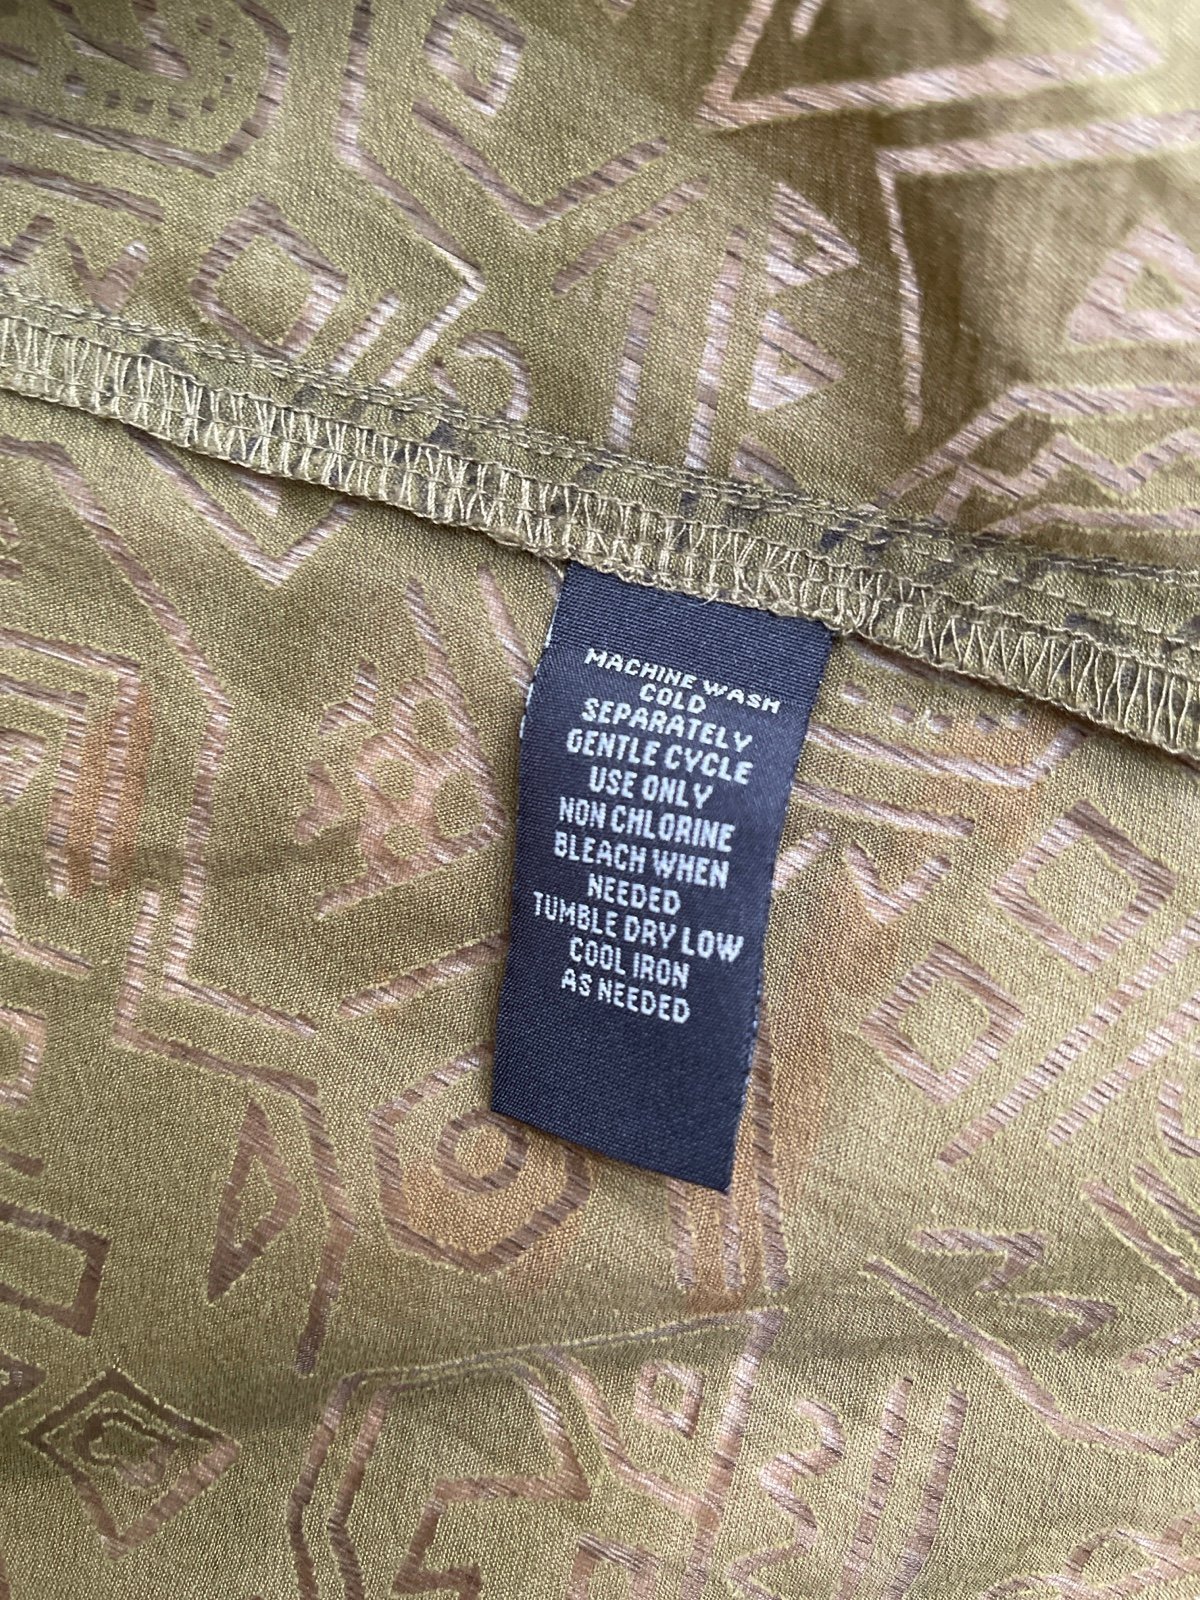 MACHINE WASH
COLD
SEPARATELY
GENTLE CYCLE
USE ONLY
NON CHLORINE
BLEACH WHEN
NEEDED
TUMBLE DRY LOW
COOL IRON
AS NEEDED